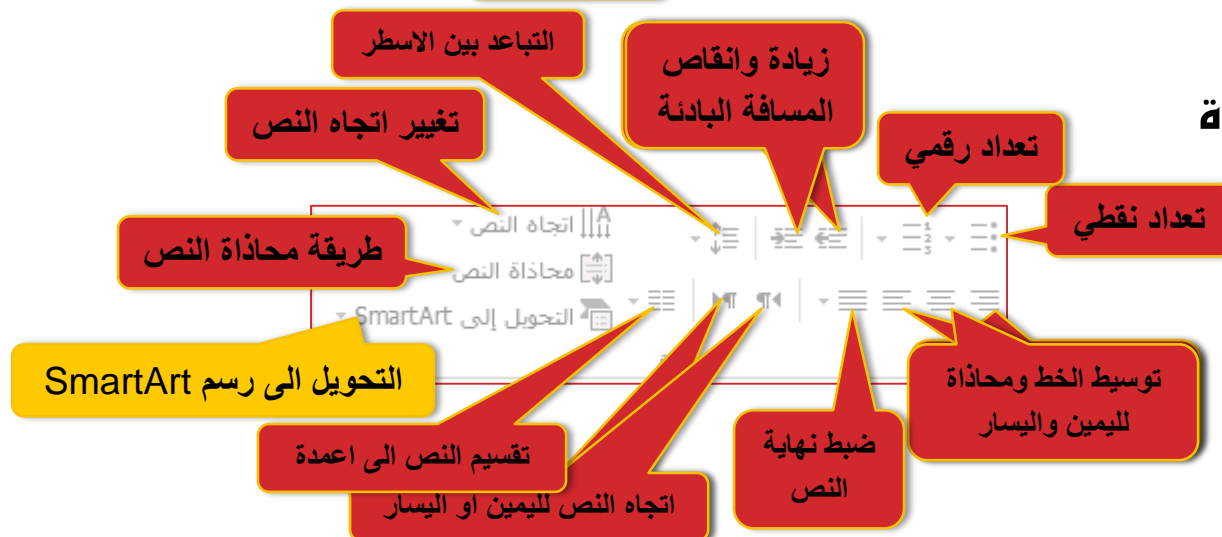 التباعد بين الاسطر
زيادة وانقاص
المسافة البادئة
تغيير اتجاه النص
تعداد رقمي
تعداد نقطي
ة
اتجاه النص
طريقة محاذاة النص
محاذاة النص
التحويل إلى SmartArt
التحويل الى رسم SmartArt
توسيط الخط ومحاذاة
لليمين واليسار
ضبط نهاية
النص
تقسيم النص الى اعمدة
اتجاه النص لليمين او اليسار